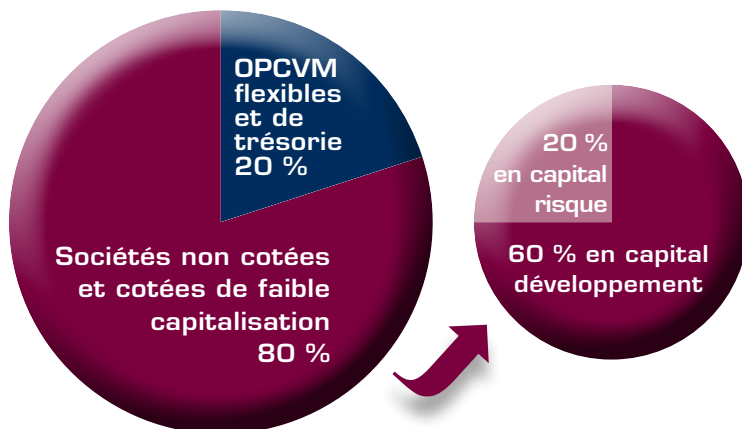 OPCVM
flexibles
et de
trésorie
20 %
Sociétés non cotées
et cotées de faible
capitalisation
80 %
20 %
en capital
risque
60 % en capital
développement